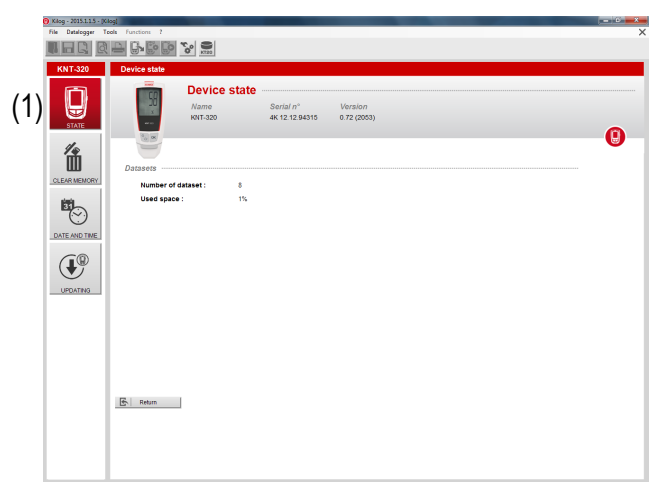 Kilog - 2015.1.1.5 - [Kilog]
File Datalogger Tools Functions ?
KNT-320 Device state
(1)
STATE
Device state
Name Serial n° Version
KNT-320 4K 12.12.94315 0.72 (2053)
Datasets
Number of dataset : 8
Used space : 1%
CLEAR MEMORY
31
DATE AND TIME
UPDATING
Return